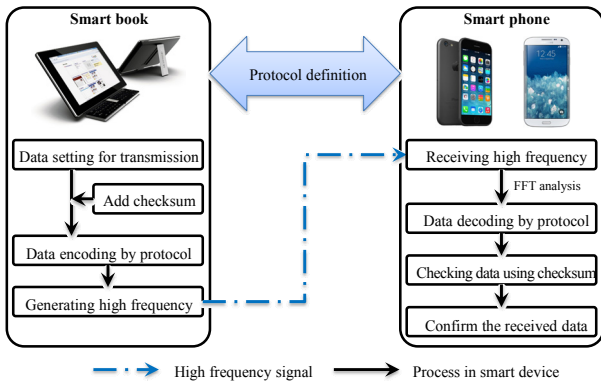 Smart book
Smart phone
Protocol definition
Data setting for transmission
Add checksum
Data encoding by protocol
Generating high frequency
Receiving high frequency
FFT analysis
Data decoding by protocol
Checking data using checksum
Confirm the received data
High frequency signal
Process in smart device